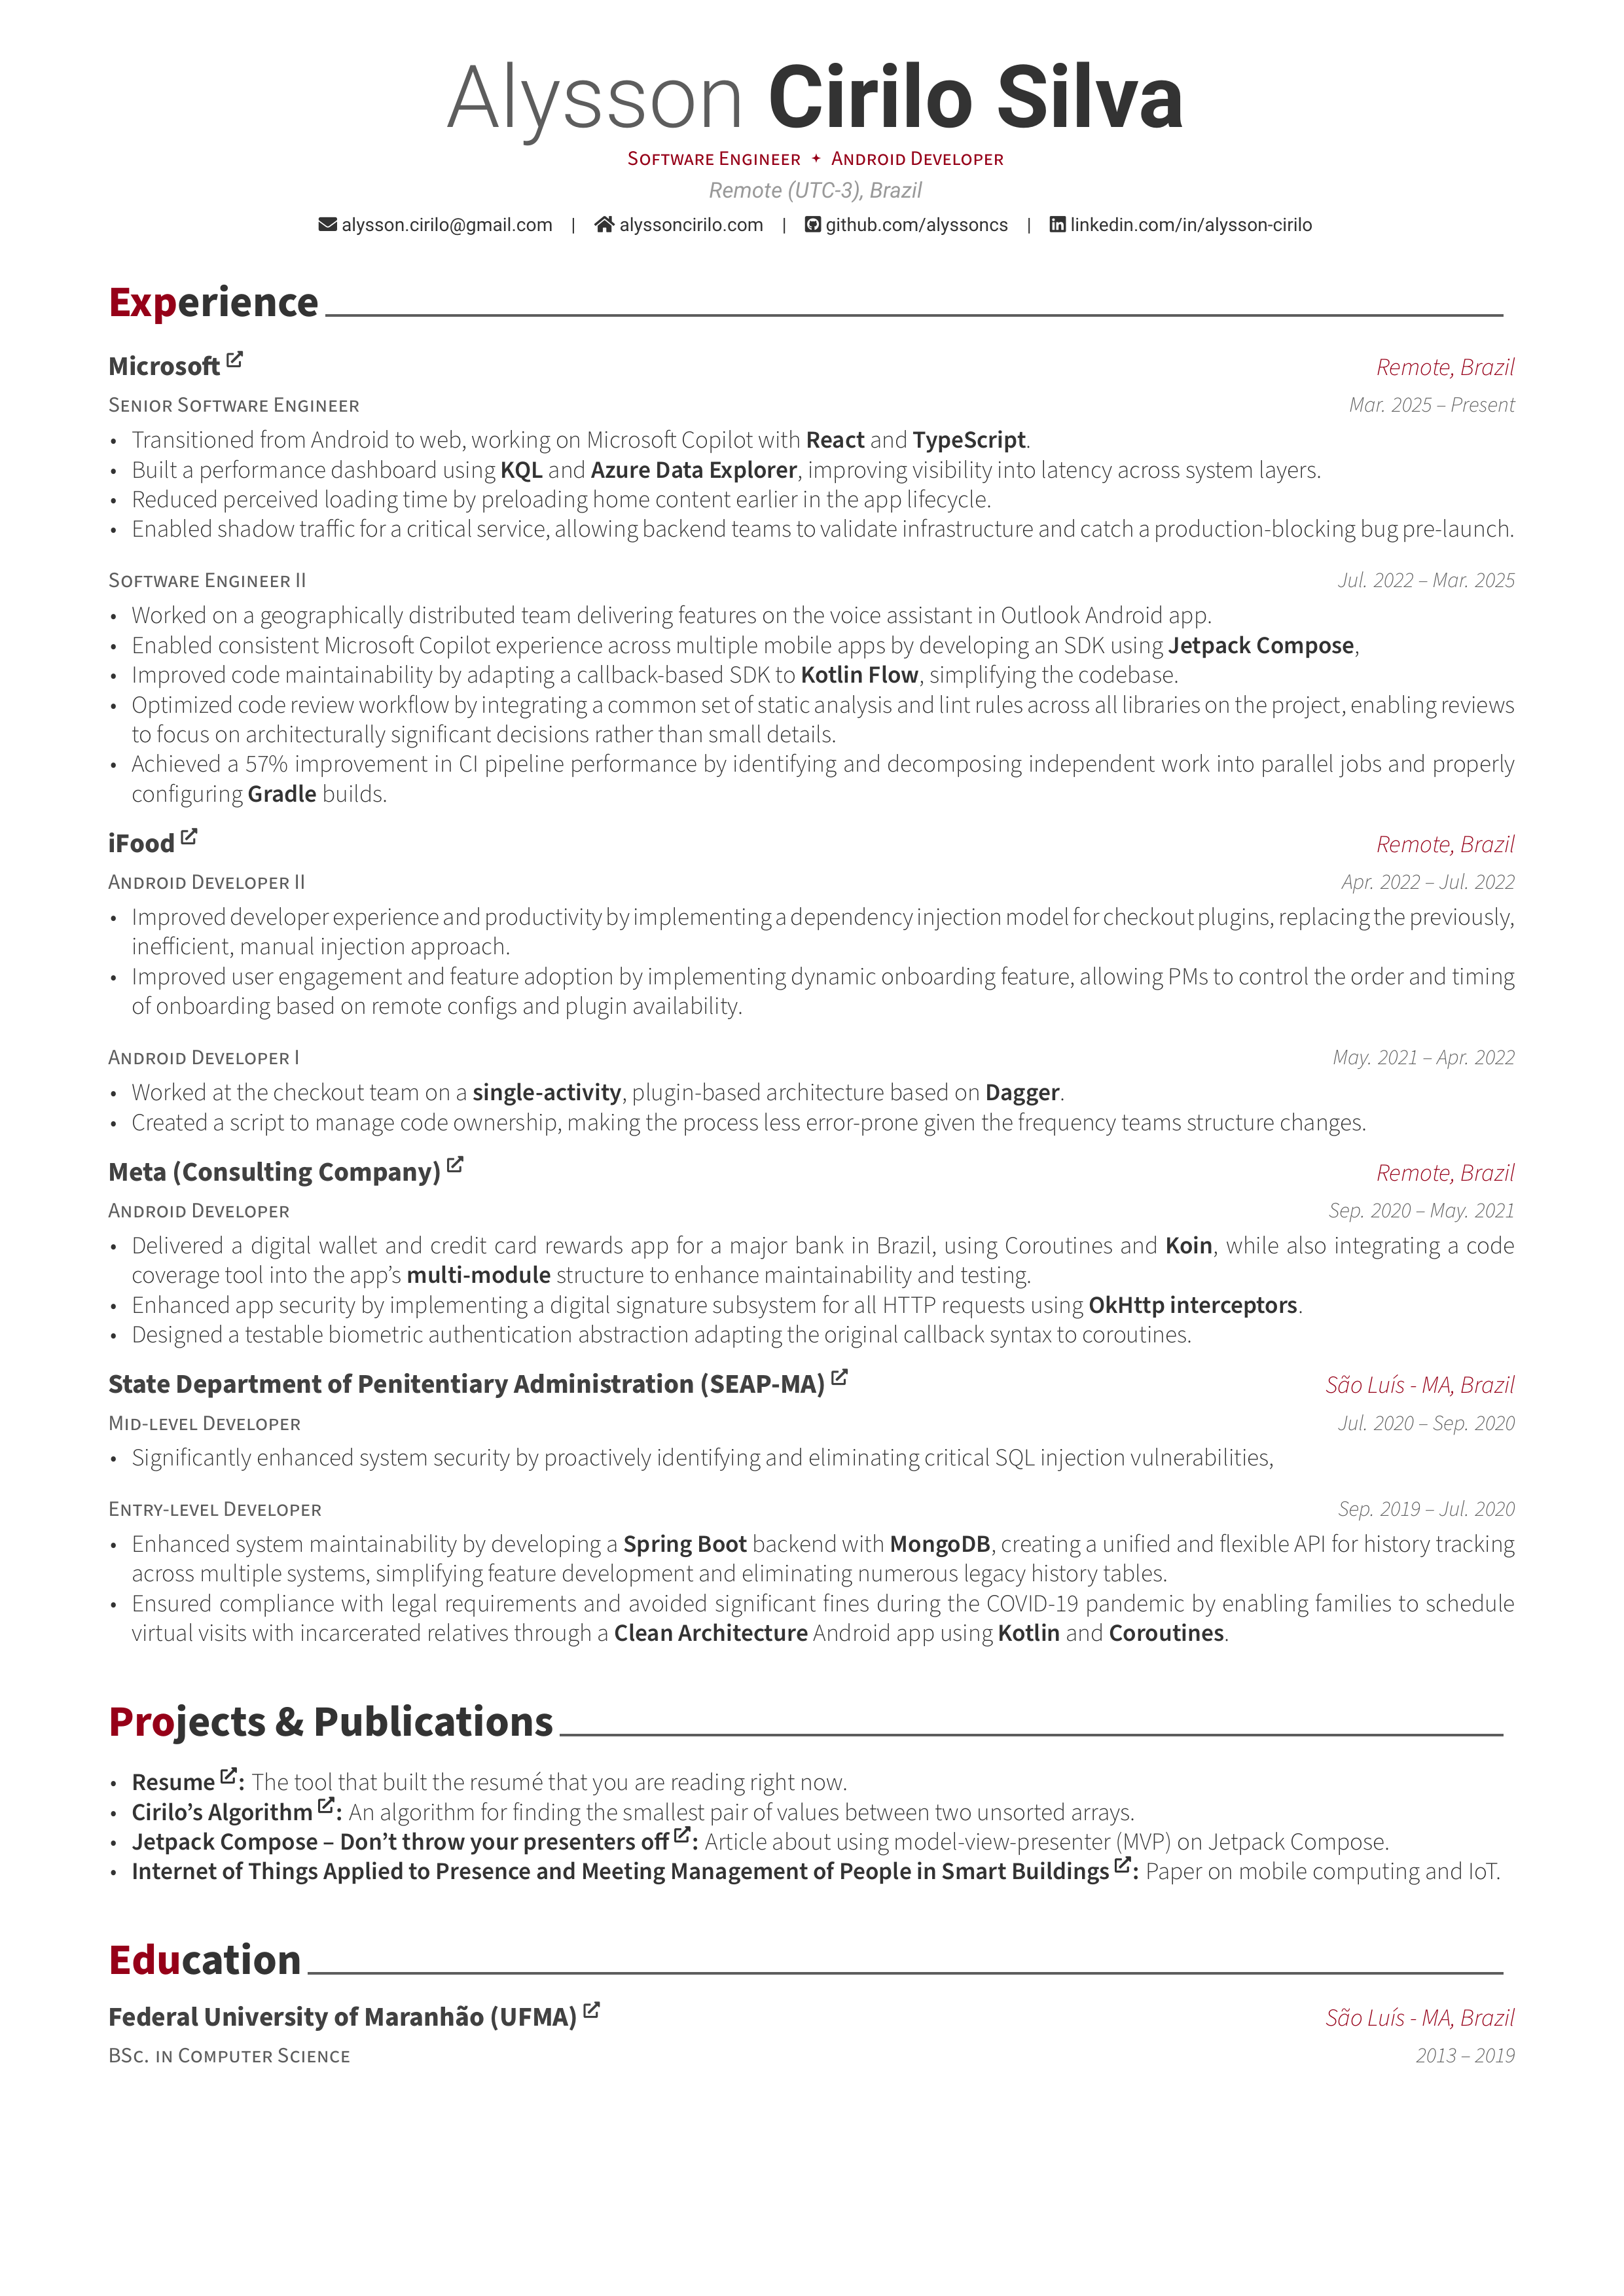 Alysson Cirilo Silva
Software Engineer ✦ Android Developer
Remote (UTC-3), Brazil
alysson.cirilo@gmail.com | alyssoncirilo.com | github.com/alyssoncs | linkedin.com/in/alysson-cirilo
Experience
Microsoft Remote, Brazil
Senior Software Engineer Mar. 2025 – Present
• Transitioned from Android to web, working on Microsoft Copilot with React and TypeScript.
• Built a performance dashboard using KQL and Azure Data Explorer, improving visibility into latency across system layers.
• Reduced perceived loading time by preloading home content earlier in the app lifecycle.
• Enabled shadow traffic for a critical service, allowing backend teams to validate infrastructure and catch a production-blocking bug pre-launch.
Software Engineer II Jul. 2022 – Mar. 2025
• Worked on a geographically distributed team delivering features on the voice assistant in Outlook Android app.
• Enabled consistent Microsoft Copilot experience across multiple mobile apps by developing an SDK using Jetpack Compose,
• Improved code maintainability by adapting a callback-based SDK to Kotlin Flow, simplifying the codebase.
• Optimized code review workflow by integrating a common set of static analysis and lint rules across all libraries on the project, enabling reviews
to focus on architecturally significant decisions rather than small details.
• Achieved a 57% improvement in CI pipeline performance by identifying and decomposing independent work into parallel jobs and properly
configuring Gradle builds.
iFood Remote, Brazil
Android Developer II Apr. 2022 – Jul. 2022
• Improved developer experience and productivity by implementing a dependency injection model for checkout plugins, replacing the previously,
inefficient, manual injection approach.
• Improved user engagement and feature adoption by implementing dynamic onboarding feature, allowing PMs to control the order and timing
of onboarding based on remote configs and plugin availability.
Android Developer I May. 2021 – Apr. 2022
• Worked at the checkout team on a single-activity, plugin-based architecture based on Dagger.
• Created a script to manage code ownership, making the process less error-prone given the frequency teams structure changes.
Meta (Consulting Company) Remote, Brazil
Android Developer Sep. 2020 – May. 2021
• Delivered a digital wallet and credit card rewards app for a major bank in Brazil, using Coroutines and Koin, while also integrating a code
coverage tool into the app’s multi-module structure to enhance maintainability and testing.
• Enhanced app security by implementing a digital signature subsystem for all HTTP requests using OkHttp interceptors.
• Designed a testable biometric authentication abstraction adapting the original callback syntax to coroutines.
State Department of Penitentiary Administration (SEAP-MA) São Luís - MA, Brazil
Mid-level Developer Jul. 2020 – Sep. 2020
• Significantly enhanced system security by proactively identifying and eliminating critical SQL injection vulnerabilities,
Entry-level Developer Sep. 2019 – Jul. 2020
• Enhanced system maintainability by developing a Spring Boot backend with MongoDB, creating a unified and flexible API for history tracking
across multiple systems, simplifying feature development and eliminating numerous legacy history tables.
• Ensured compliance with legal requirements and avoided significant fines during the COVID-19 pandemic by enabling families to schedule
virtual visits with incarcerated relatives through a Clean Architecture Android app using Kotlin and Coroutines.
Projects & Publications
• Resume : The tool that built the resumé that you are reading right now.
• Cirilo’s Algorithm : An algorithm for finding the smallest pair of values between two unsorted arrays.
• Jetpack Compose – Don’t throw your presenters off : Article about using model-view-presenter (MVP) on Jetpack Compose.
• Internet of Things Applied to Presence and Meeting Management of People in Smart Buildings : Paper on mobile computing and IoT.
Education
Federal University of Maranhão (UFMA) São Luís - MA, Brazil
BSc. in Computer Science 2013 – 2019